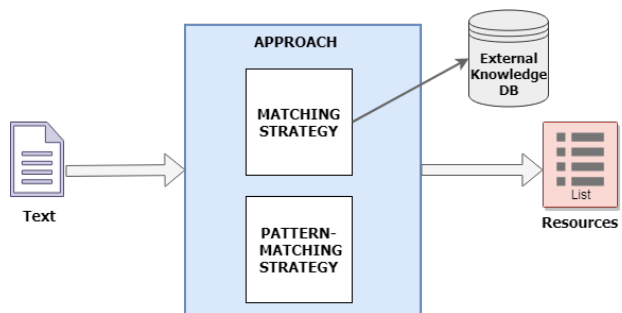 APPROACH
External
Knowledge
DB
MATCHING
STRATEGY
Text
List
Resources
PATTERN-
MATCHING
STRATEGY